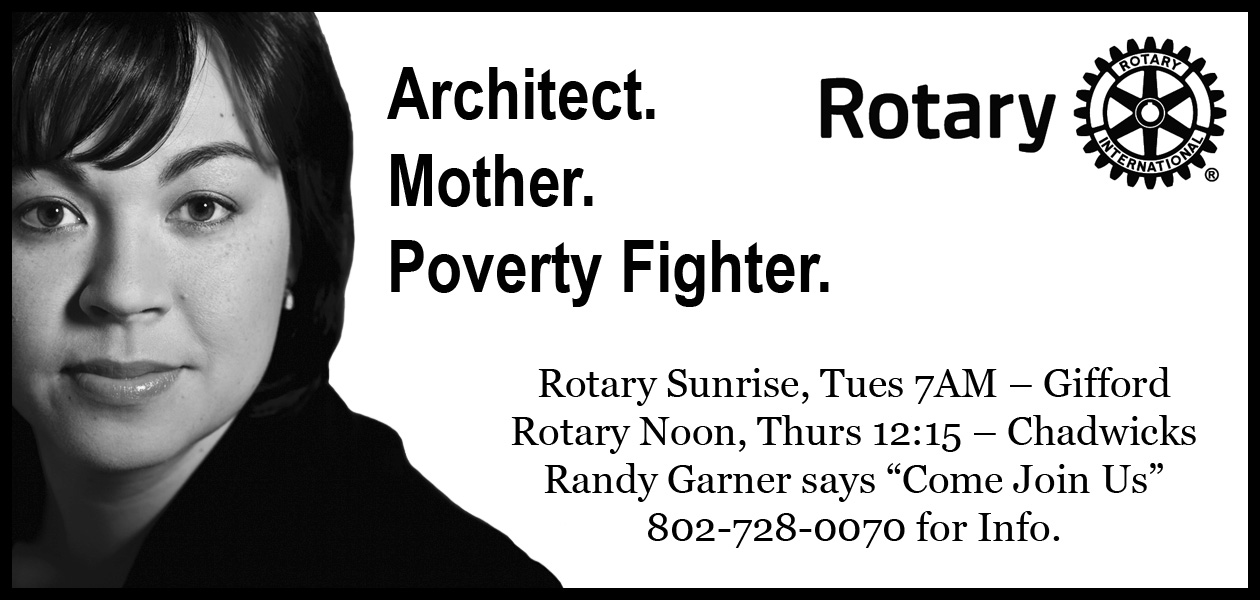 Architect.
Mother.
Poverty Fighter.
Rotary
ROTARY
INTERNATIONAL
®
Rotary Sunrise, Tues 7AM – Gifford
Rotary Noon, Thurs 12:15 – Chadwicks
Randy Garner says “Come Join Us”
802-728-0070 for Info.